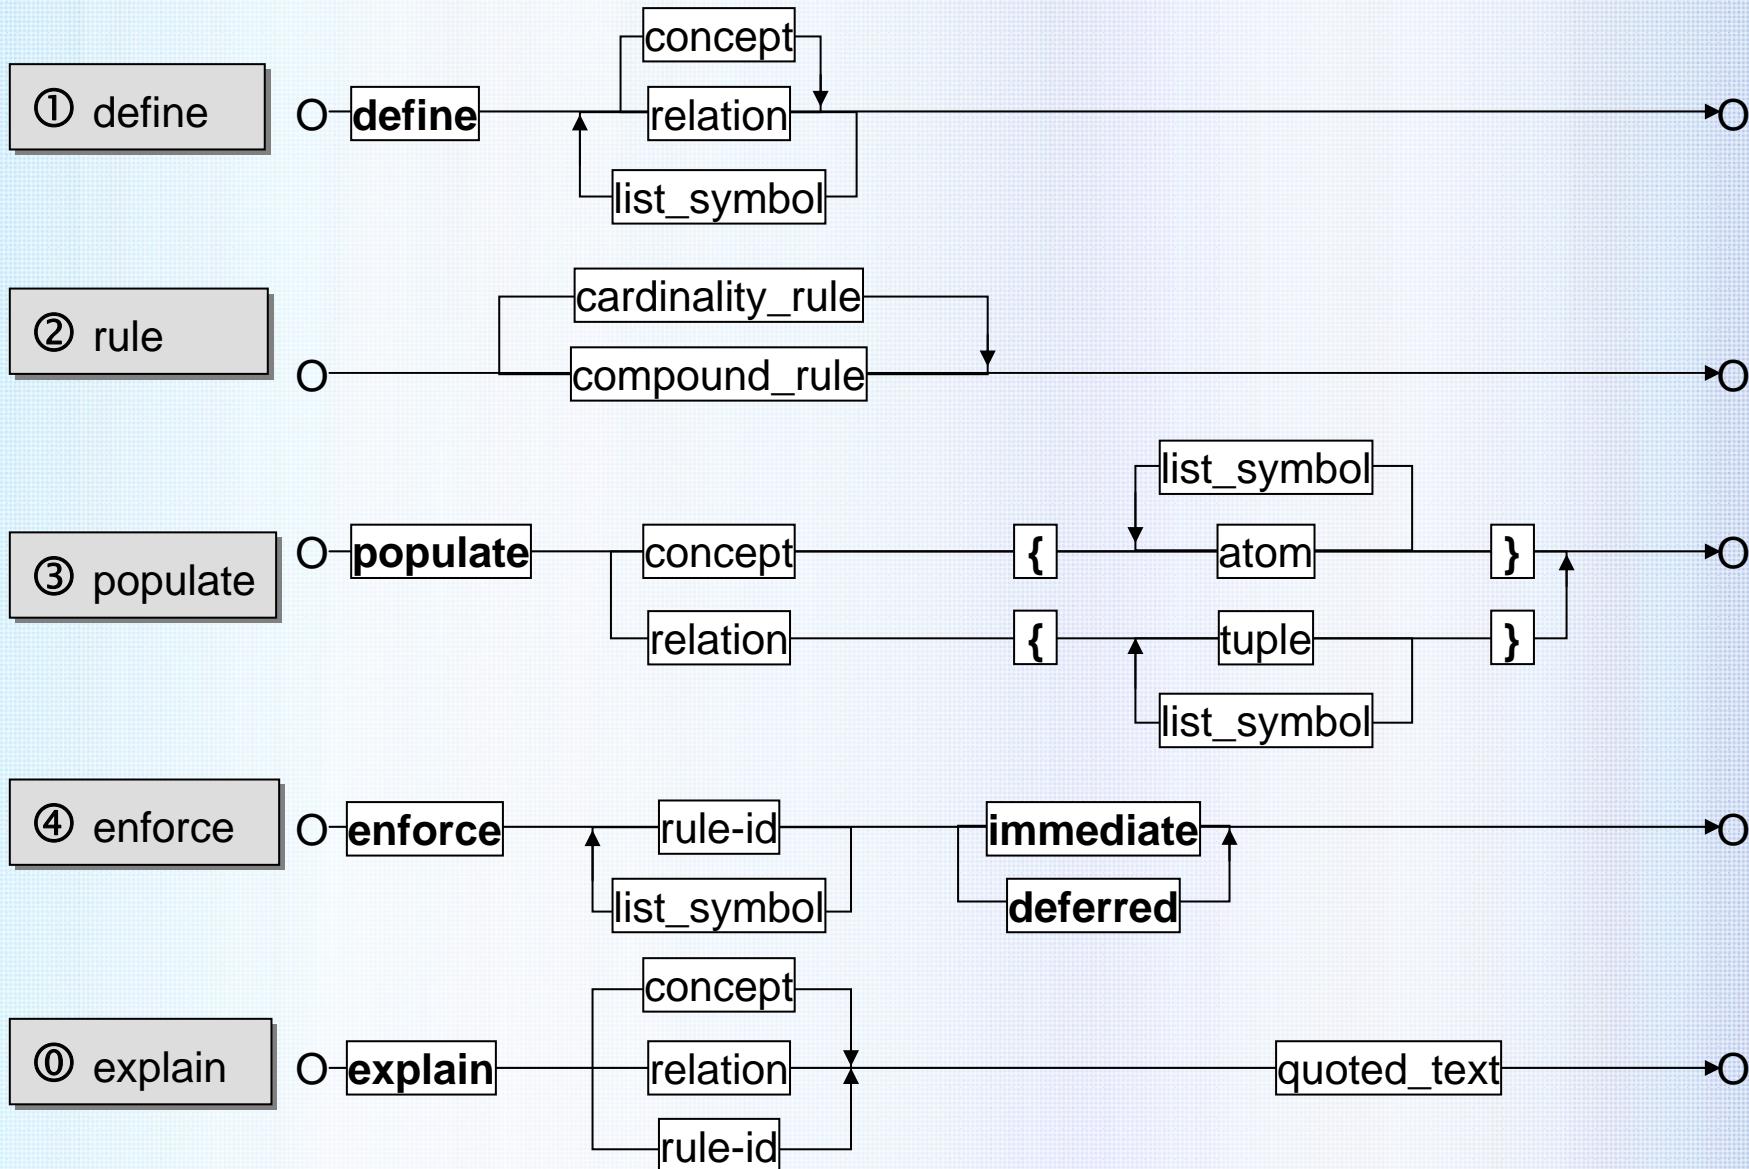 concept
① define O define relation O
list_symbol
cardinality_rule
② rule
O compound_rule O
list_symbol
O populate concept { atom } O
③ populate
relation { tuple }
list_symbol
④ enforce O enforce rule-id immediate O
list_symbol deferred
concept
⓪ explain O explain relation quoted_text O
rule-id